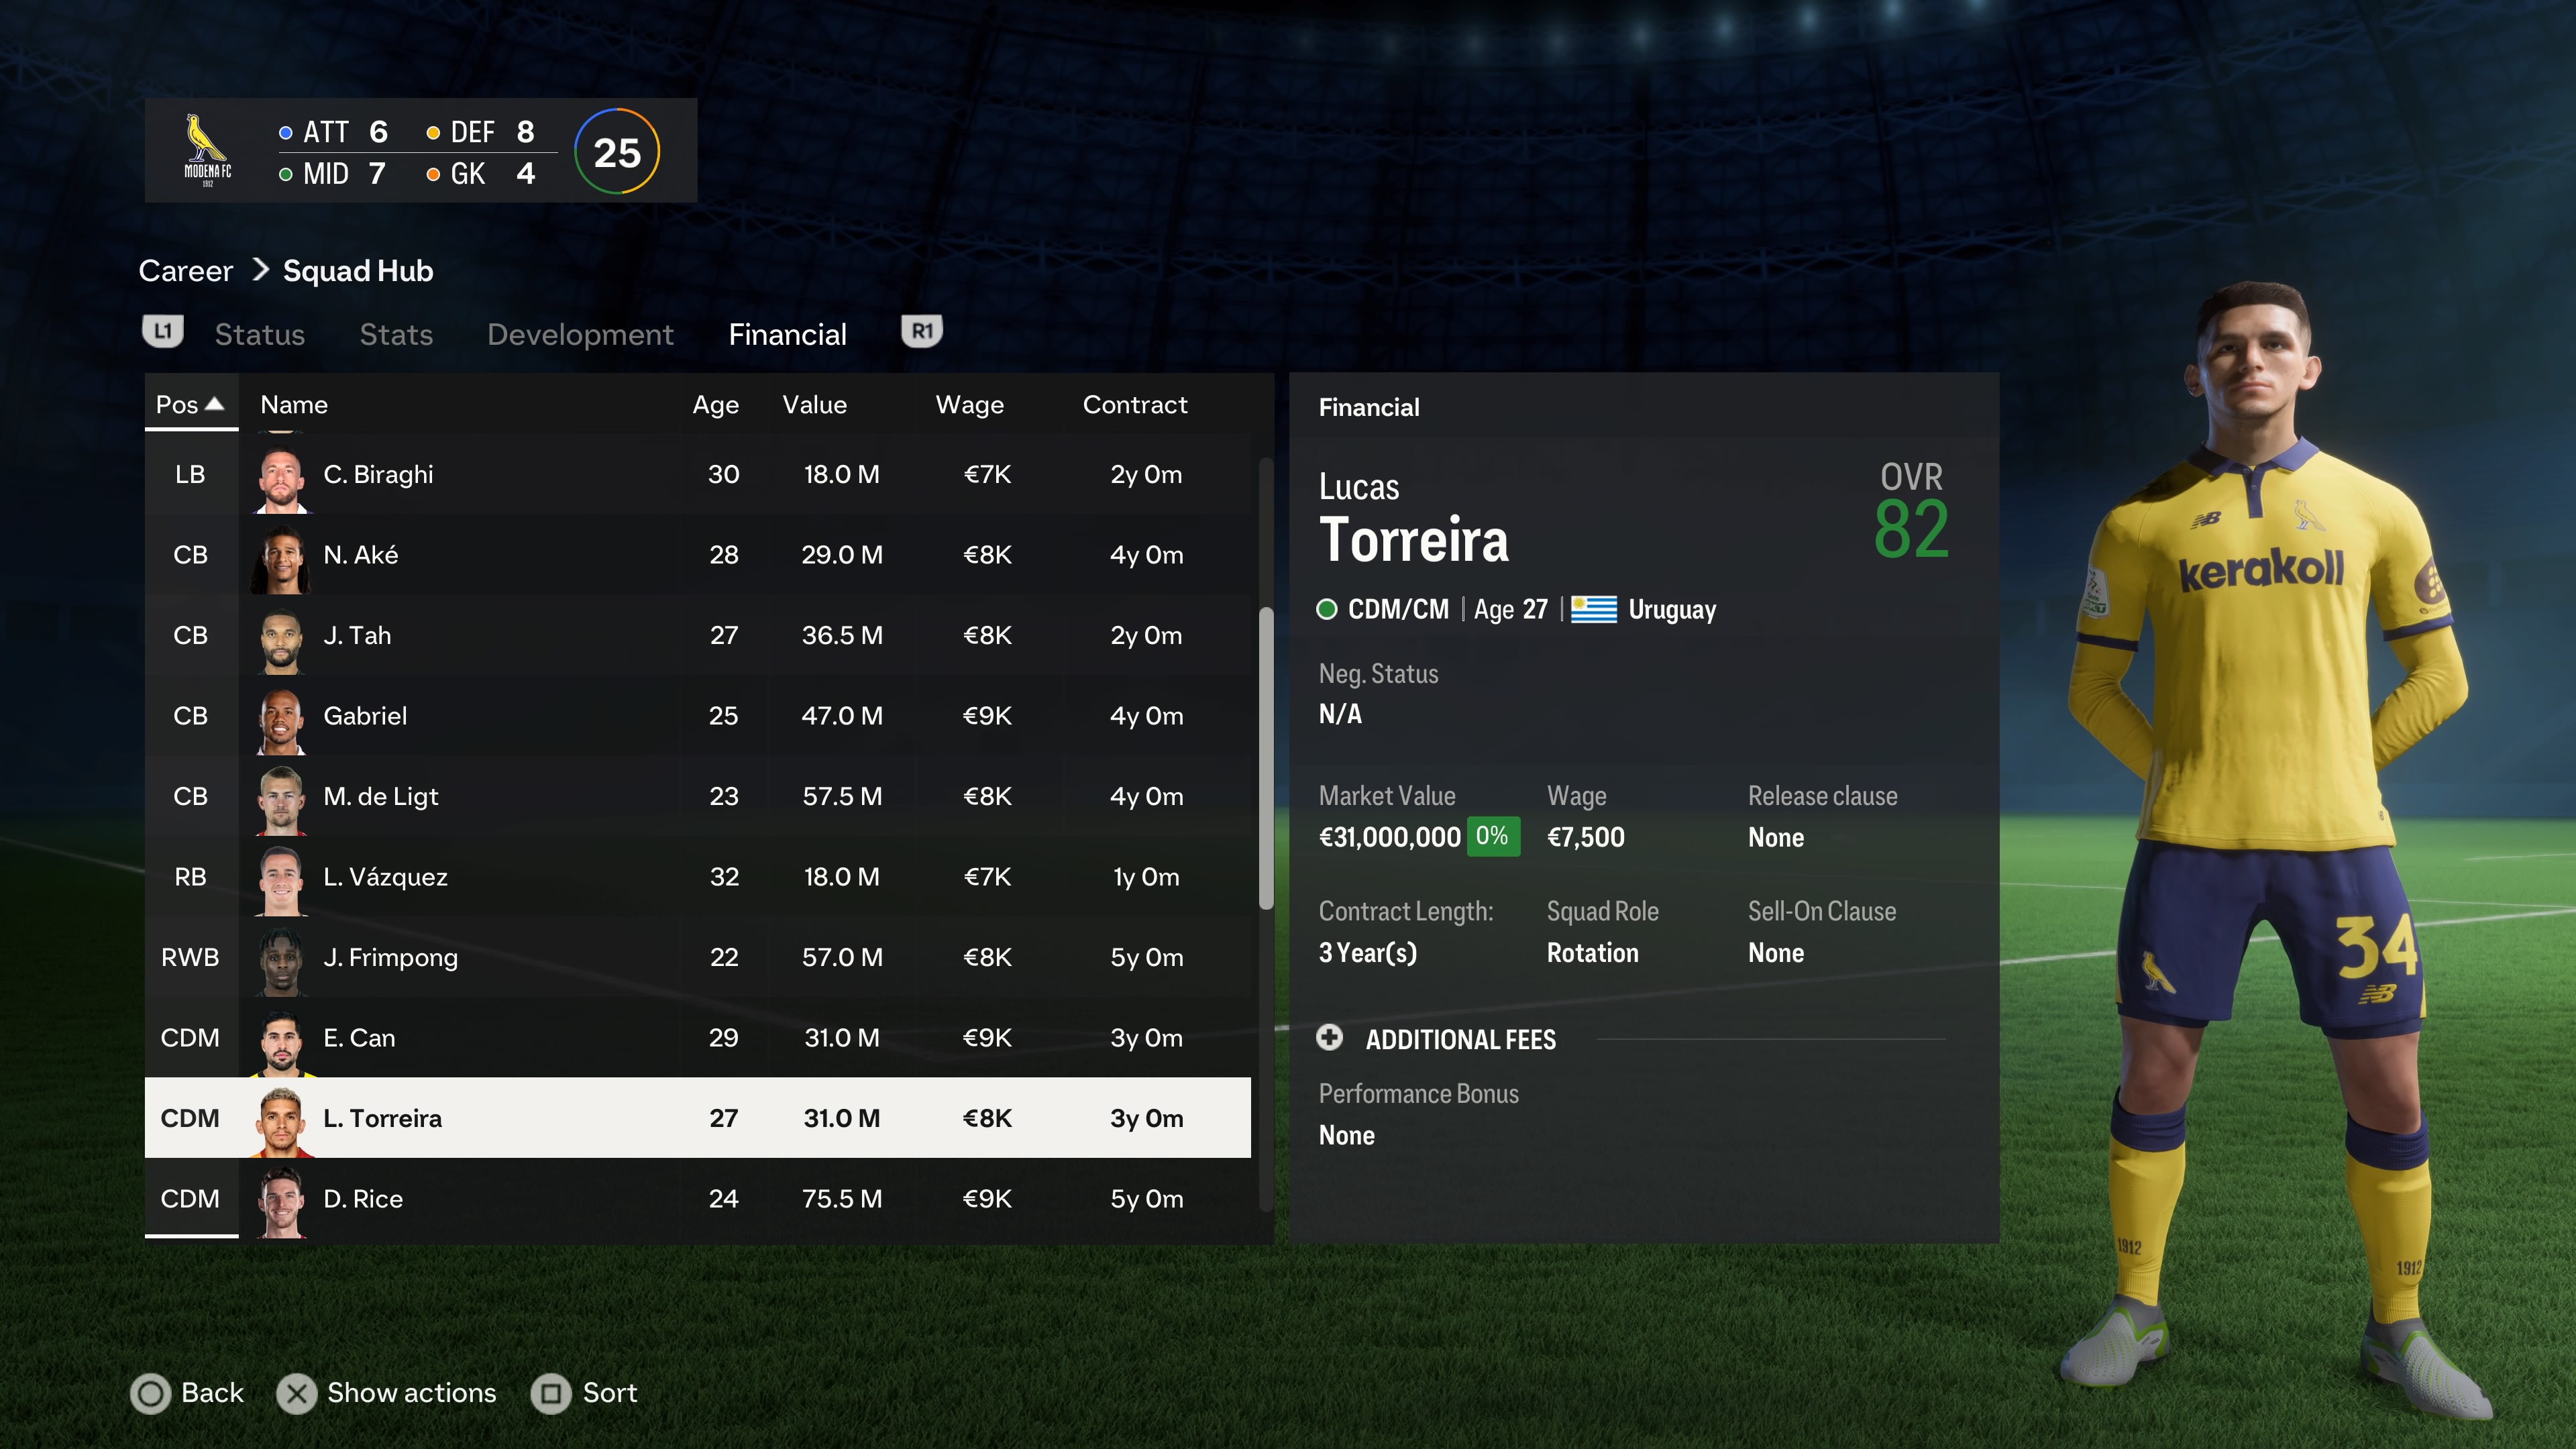 ATT 6 DEF 8
MID 7 GK 4
25
MODENA FC
1912
Career > Squad Hub
L1 Status Stats Development Financial R1
Pos Name Age Value Wage Contract
LB C. Biraghi 30 18.0 M €7K 2y 0m
CB N. Aké 28 29.0 M €8K 4y 0m
CB J. Tah 27 36.5 M €8K 2y 0m
CB Gabriel 25 47.0 M €9K 4y 0m
CB M. de Ligt 23 57.5 M €8K 4y 0m
RB L. Vázquez 32 18.0 M €7K 1y 0m
RWB J. Frimpong 22 57.0 M €8K 5y 0m
CDM E. Can 29 31.0 M €9K 3y 0m
CDM L. Torreira 27 31.0 M €8K 3y 0m
CDM D. Rice 24 75.5 M €9K 5y 0m
Financial
Lucas
Torreira
OVR
82
CDM/CM | Age 27 | Uruguay
Neg. Status
N/A
Market Value Wage Release clause
€31,000,000 0% €7,500 None
Contract Length: Squad Role Sell-On Clause
3 Year(s) Rotation None
ADDITIONAL FEES
Performance Bonus
None
NB
kerakoll
34
NB
1912
1912
Back Show actions Sort